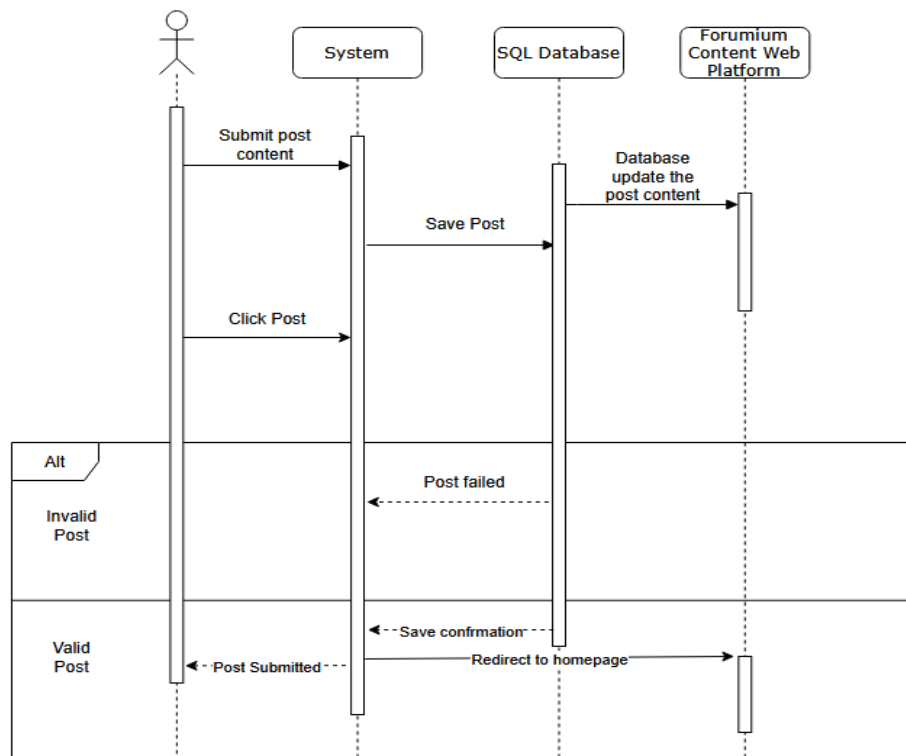 System
SQL Database
Forumium
Content Web
Platform
Submit post
content
Database
update the
post content
Save Post
Click Post
Alt
Post failed
Invalid
Post
Save confrmation
Valid
Post
Post Submitted
Redirect to homepage